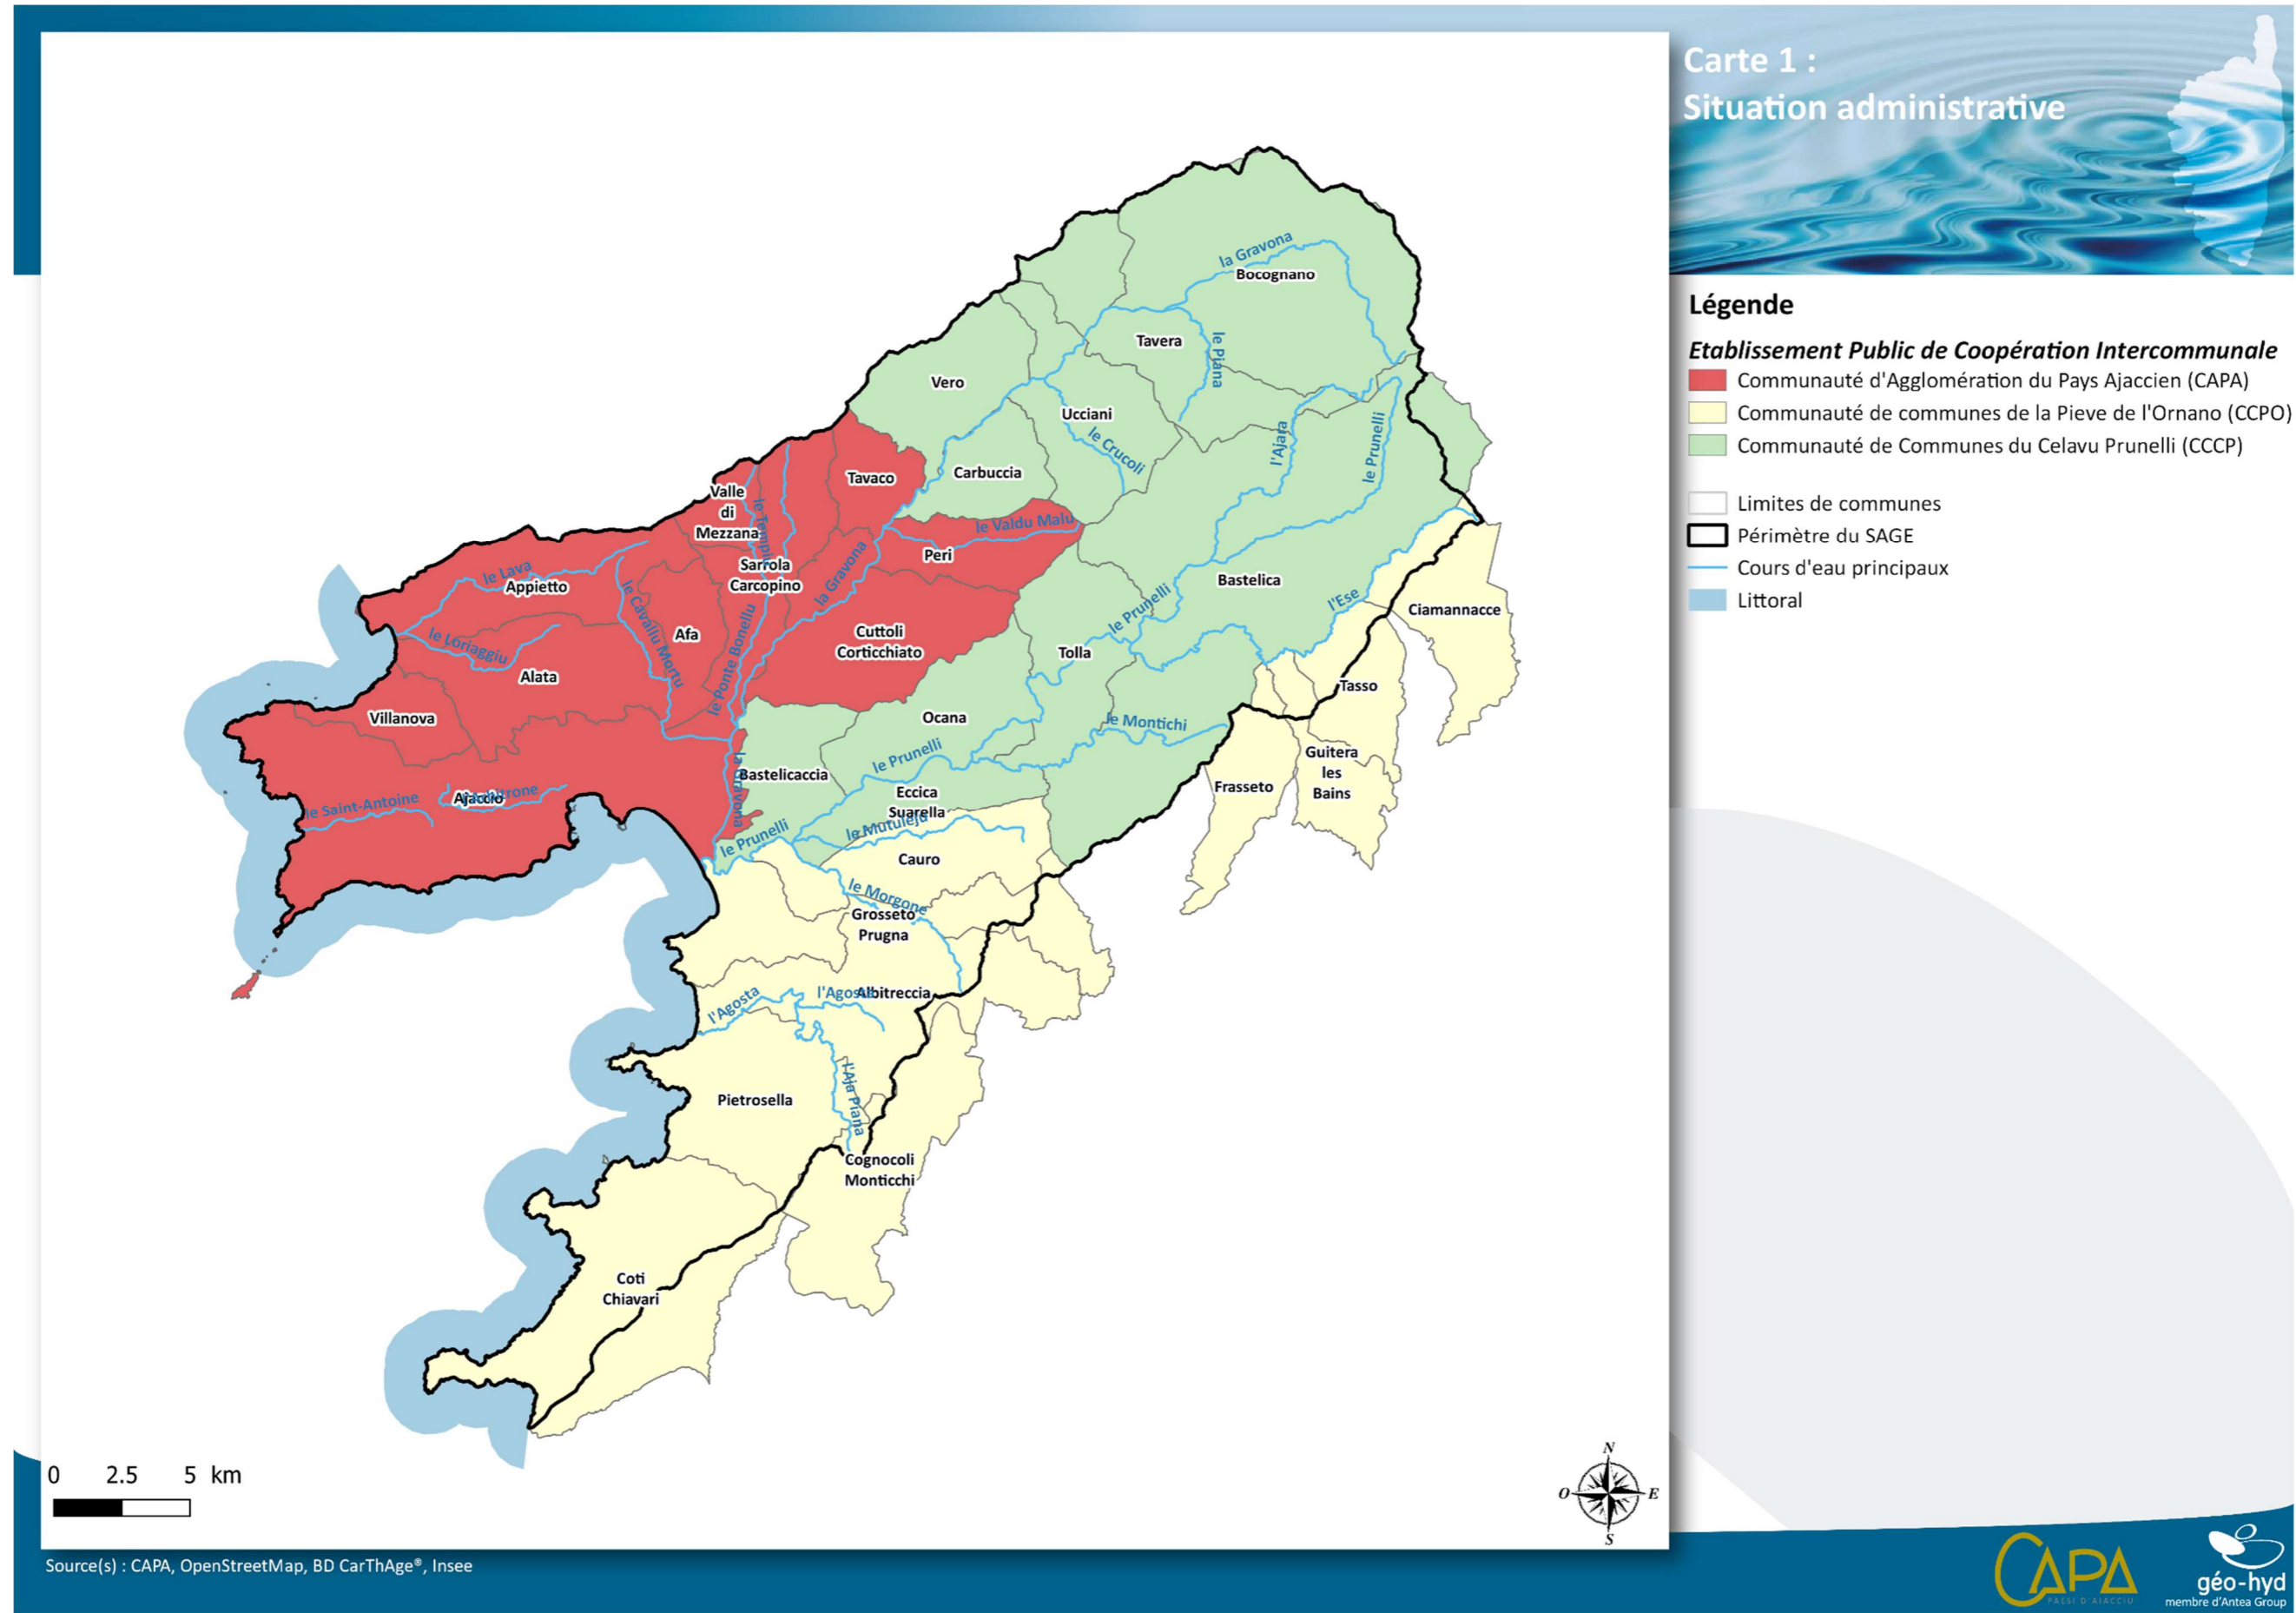 Carte 1 :
Situation administrative
Légende
Etablissement Public de Coopération Intercommunale
Communauté d'Agglomération du Pays Ajaccien (CAPA)
Communauté de communes de la Pieve de l'Ornano (CCPO)
Communauté de Communes du Celavu Prunelli (CCCP)
Limites de communes
Périmètre du SAGE
Cours d'eau principaux
Littoral
la Gravona
Bocognano
Tavera
le Piana
Vero
Ucciani
le Crucoli
l'Ajara
le Prunelli
Carbuccia
Tavaco
Valle
di
Mezzana
le Valdu Malu
Peri
Sarrola
Carcopino
la Gravona
le Lava
Appietto
le Cavallu Mortu
Afa
le Ponte Bonellu
Cuttoli
Corticchiato
Bastelica
le Prunelli
l'Ese
Ciamannacce
Tolla
le Loriaggiu
Alata
Tasso
Villanova
Ocana
le Montichi
le Prunelli
Bastelicaccia
la Gravona
Guitera
les
Bains
Frasseto
Ajaccio
le Saint-Antoine
Eccica
Suarella
le Mutuleju
le Prunelli
Cauro
le Morgone
Grosseto
Prugna
l'Agosta
Albitreccia
l'Aja Piana
Pietrosella
Cognocoli
Monticchi
Coti
Chiavari
0 2.5 5 km
N
O E
S
Source(s) : CAPA, OpenStreetMap, BD CarThAge®, Insee
CAPA
PAESI D'AIACCIU
géo-hyd
membre d'Antea Group